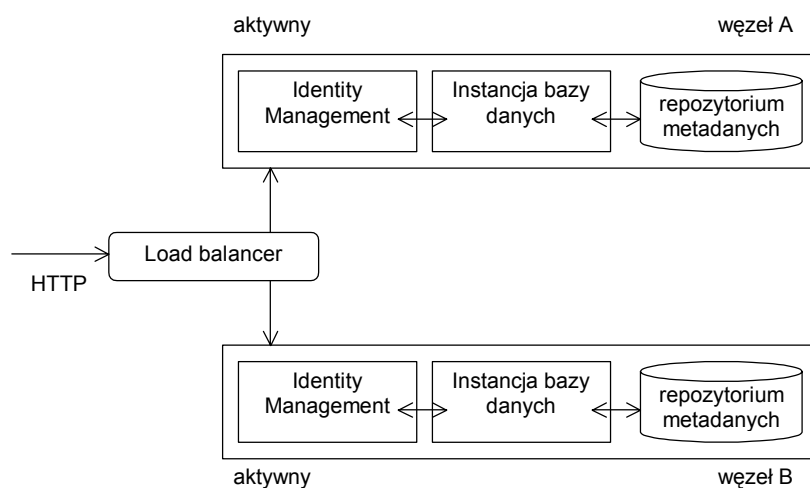 aktywny
węzeł A
Identity
Management
Instancja bazy
danych
repozytorium
metadanych
Load balancer
HTTP
Identity
Management
Instancja bazy
danych
repozytorium
metadanych
aktywny
węzeł B